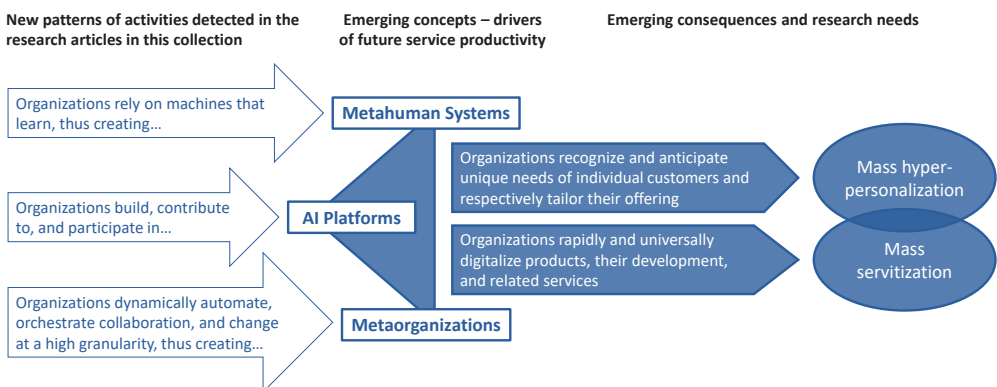 New patterns of activities detected in the
research articles in this collection
Emerging concepts – drivers
of future service productivity
Emerging consequences and research needs
Organizations rely on machines that
learn, thus creating...
Metahuman Systems
Organizations build, contribute
to, and participate in...
AI Platforms
Organizations dynamically automate,
orchestrate collaboration, and change
at a high granularity, thus creating...
Metaorganizations
Organizations recognize and anticipate
unique needs of individual customers and
respectively tailor their offering
Mass hyper-
personalization
Organizations rapidly and universally
digitalize products, their development,
and related services
Mass
servitization